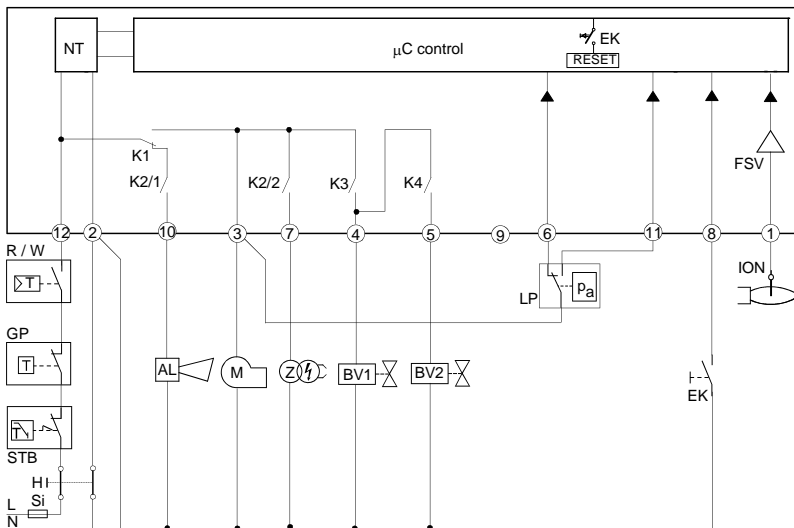 NT
µC control
EK
RESET
K1
K2/1
K2/2
K3
K4
FSV
12 2 10 3 7 4 5 9 6 11 8 1
R / W
T
ION
LP
pa
GP
T
AL
M
Z
BV1
BV2
EK
T
STB
H
Si
L
N